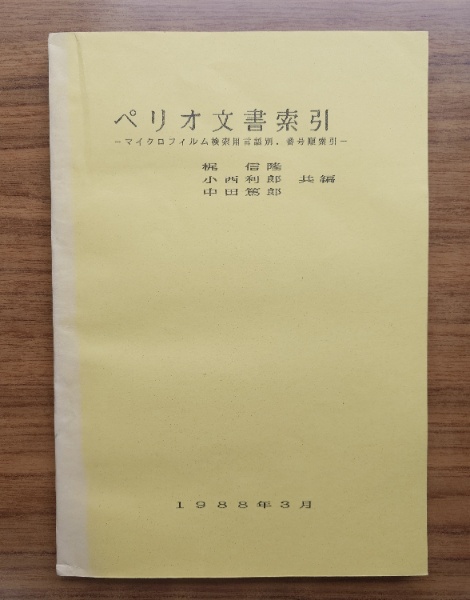 ペリオ文書索引
－マイクロフィルム検索用言語別、番号順索引－
梶　信隆
小西利郎　共編
中田篤郎
1988年3月